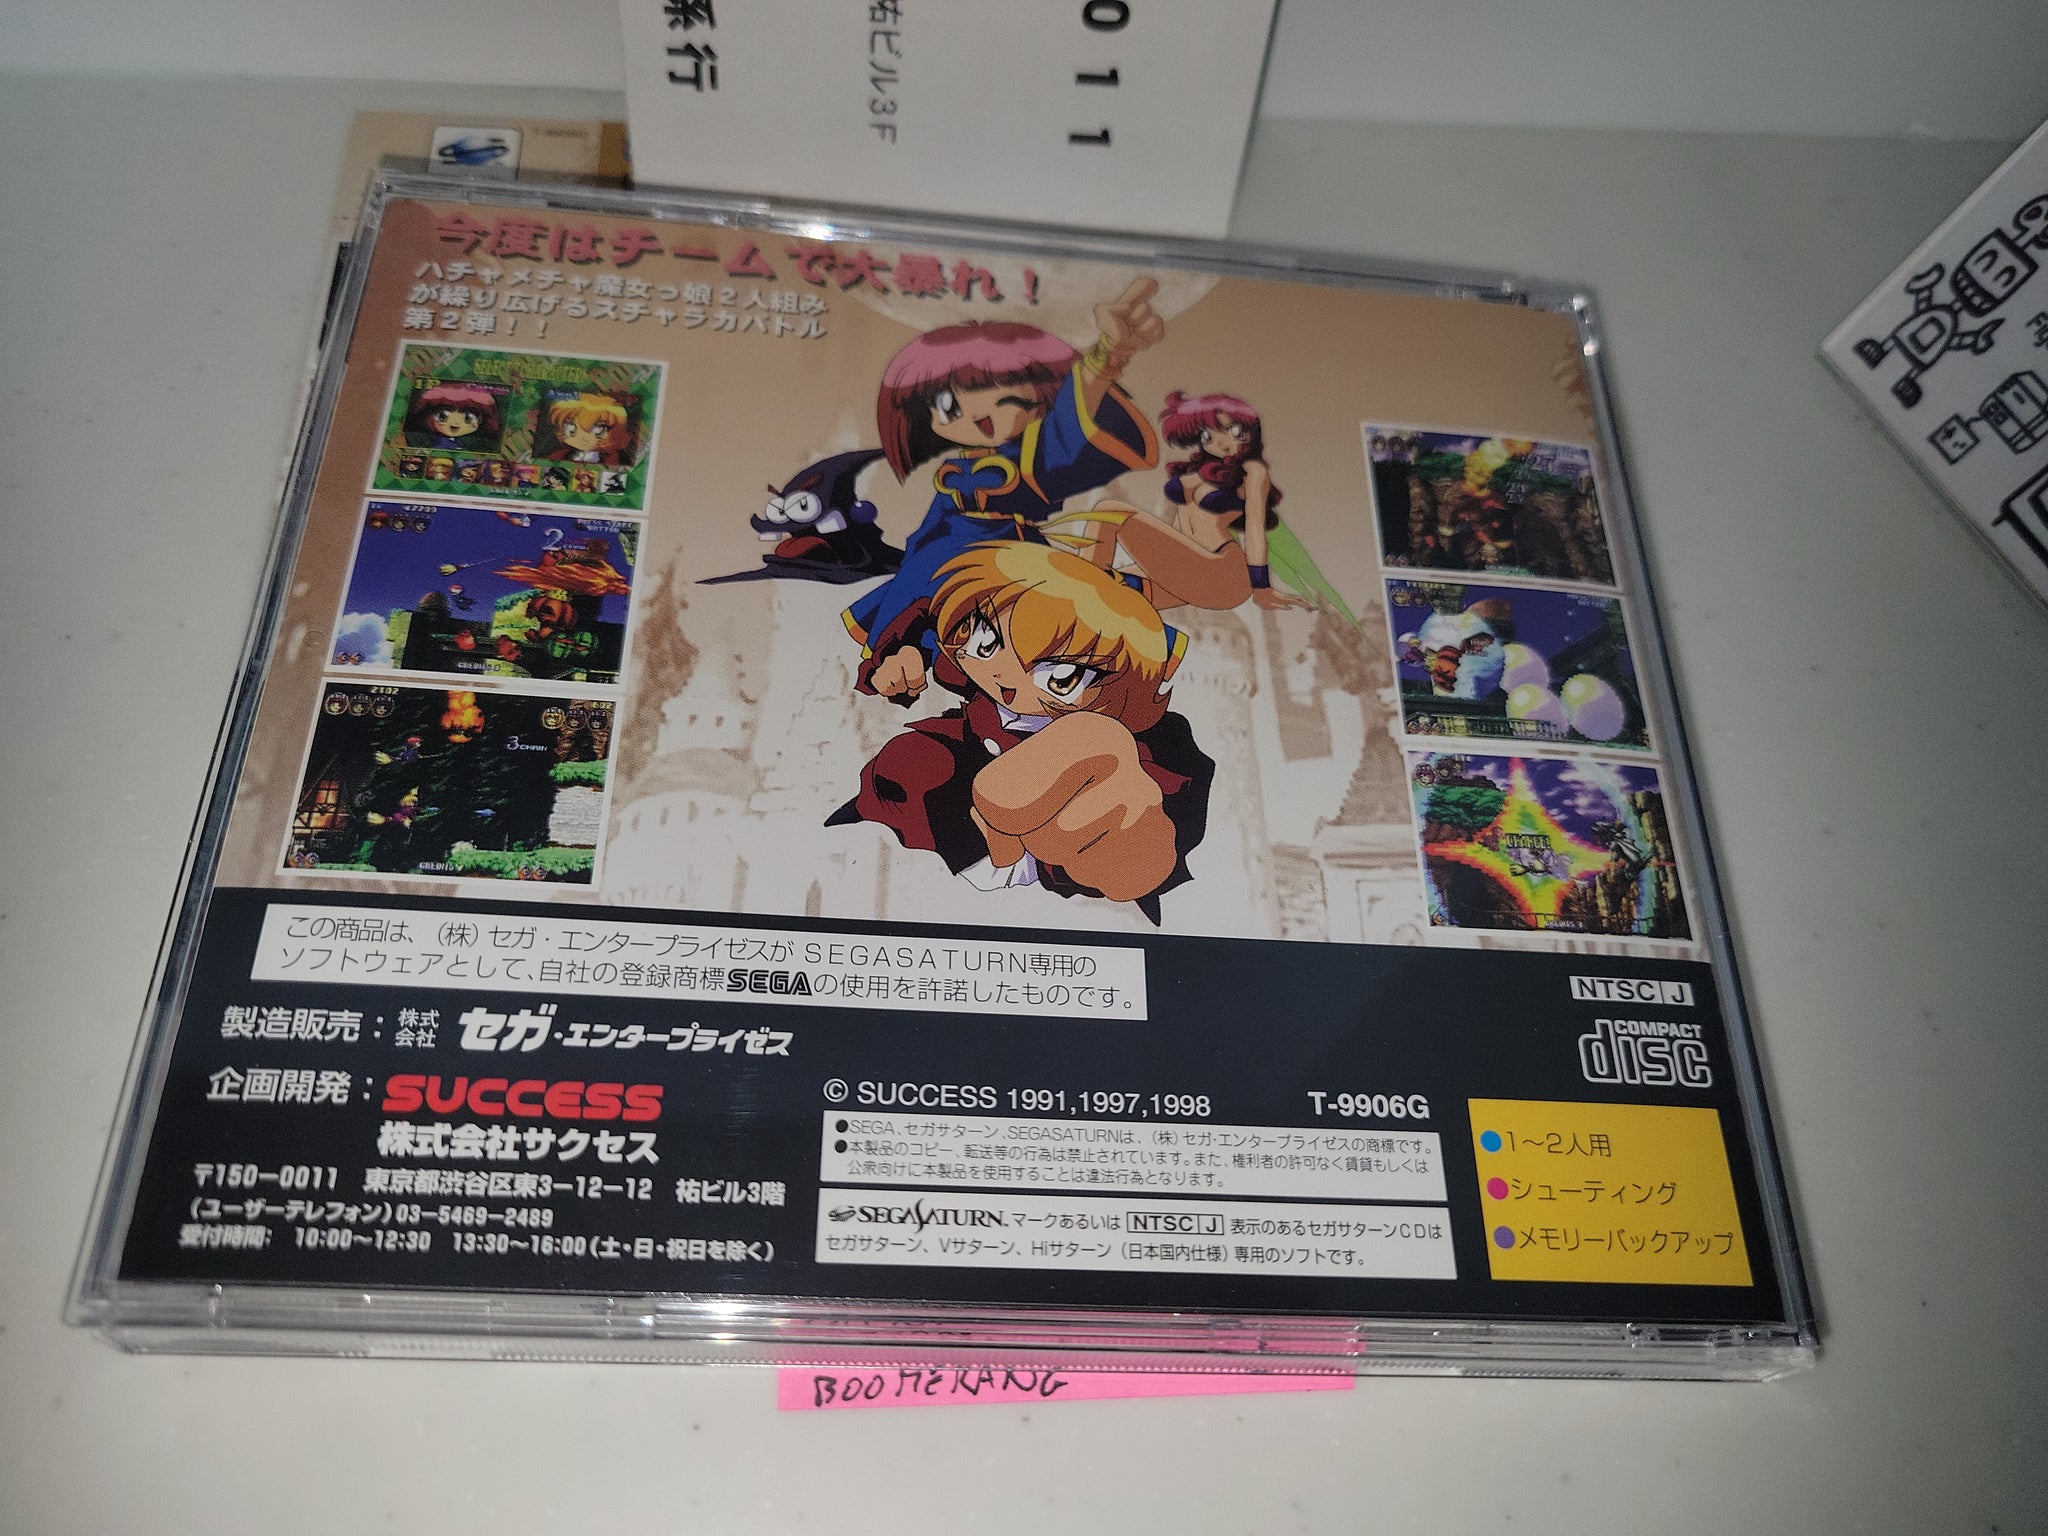 0 1 1
祐ビル3F
係行
今度はチームで大暴れ!
ハチャメチャ魔女っ娘2人組み
が繰り広げるスチャラカバトル
第2弾!!
2
3 CHAIN
2102
CREDITS
この商品は、(株)セガ・エンタープライゼスがSEGASATURN専用の
ソフトウェアとして、自社の登録商標SEGAの使用を許諾したものです。
製造販売:株式会社 セガ・エンタープライゼス
企画開発:SUCCESS
株式会社サクセス
〒150−0011 東京都渋谷区東3−12−12 祐ビル3階
(ユーザーテレフォン)03−5469−2489
受付時間: 10:00〜12:30 13:30〜16:00(土・日・祝日を除く)
© SUCCESS 1991,1997,1998
T-9906G
●SEGA、セガサターン、SEGASATURNは、(株)セガ・エンタープライゼスの商標です。
●本製品のコピー、転送等の行為は禁止されています。また、権利者の許可なく賃貸もしくは
公衆向けに本製品を使用することは違法行為となります。
SEGASATURN.マークあるいは NTSC J 表示のあるセガサターンCDは
セガサターン、Vサターン、Hiサターン(日本国内仕様)専用のソフトです。
NTSC J
COMPACT
disc
●1〜2人用
●シューティング
●メモリーバックアップ
BOOMERANG